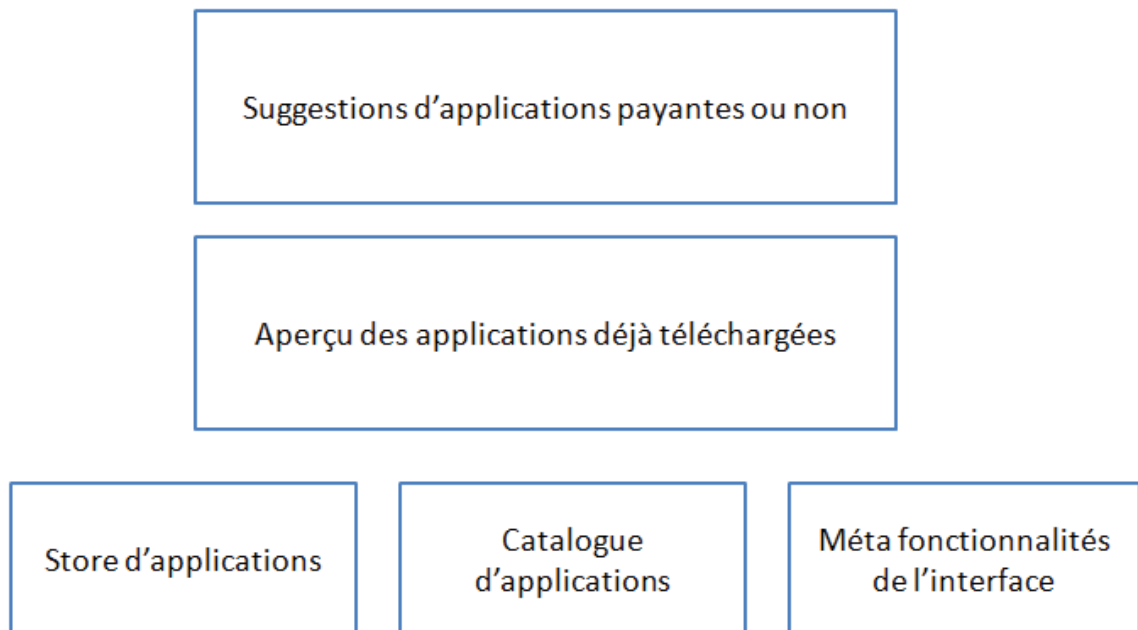 Suggestions d’applications payantes ou non
Aperçu des applications déjà téléchargées
Store d’applications
Catalogue
d’applications
Méta fonctionnalités
de l’interface